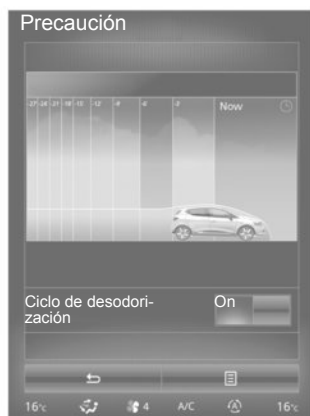 Precaución
-27 -24 -21 -18 -15 -12 -9 -6 -3 Now
Ciclo de desodori-
zación
On
4 A/C
16°c 16°c